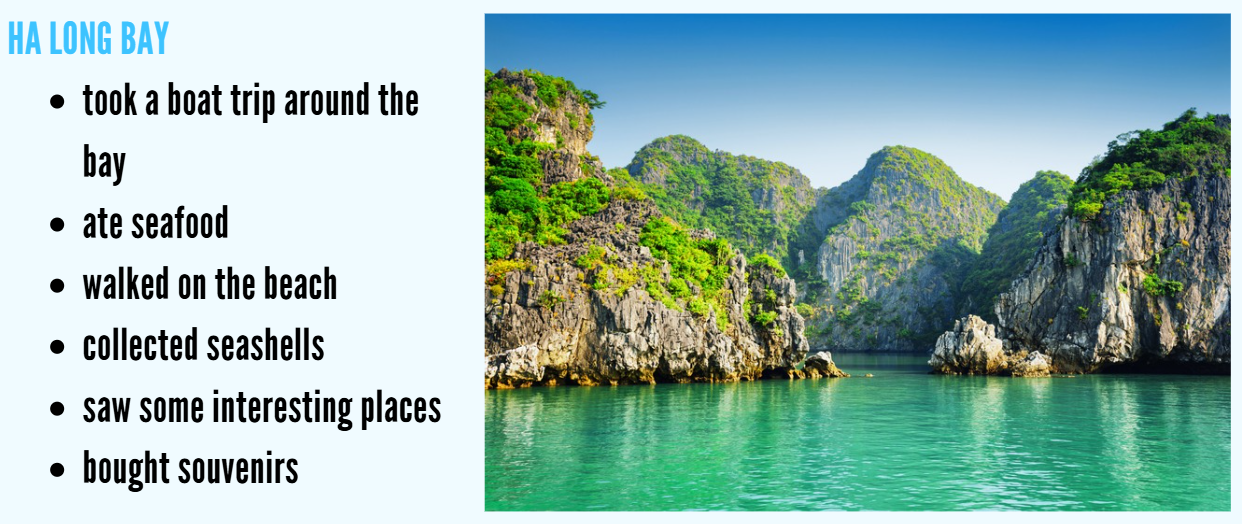 HA LONG BAY
• took a boat trip around the
bay
• ate seafood
• walked on the beach
• collected seashells
• saw some interesting places
• bought souvenirs